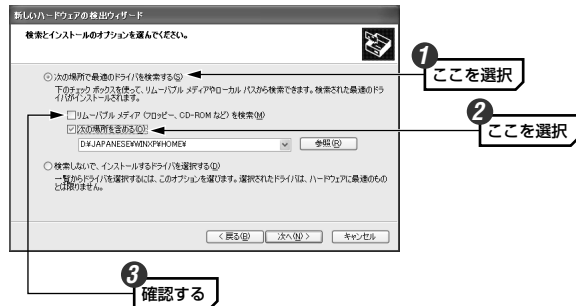 新しいハードウェアの検出ウィザード
検索とインストールのオプションを選んでください。
次の場所で最適のドライバを検索する(S)
下のチェック ボックスを使って、リムーバブル メディアやローカル パスから検索できます。検索された最適のドラ
イバがインストールされます。
リムーバブル メディア (フロッピー、CD-ROM など) を検索(M)
次の場所を含める(O):
D:¥JAPANESE¥WINXP¥HOME¥
参照(R)
検索しないで、インストールするドライバを選択する(D)
一覧からドライバを選択するには、このオプションを選びます。選択されたドライバは、ハードウェアに最適のもの
とは限りません。
< 戻る(B)
次へ(N) >
キャンセル
1
ここを選択
2
ここを選択
3
確認する